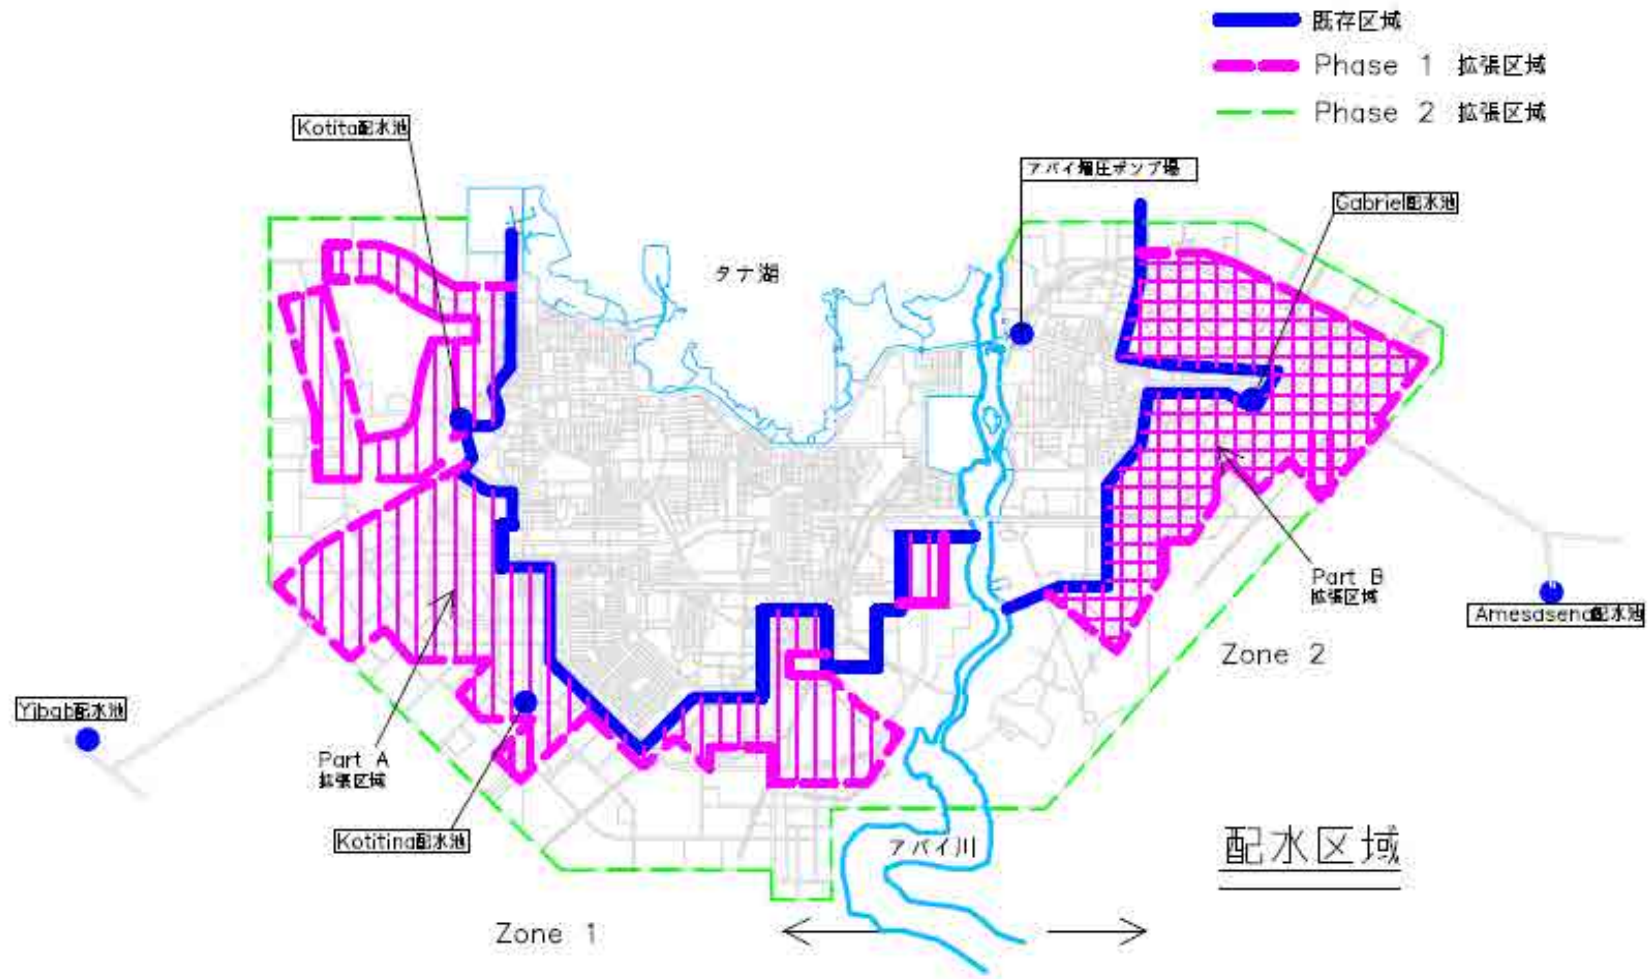 既存区域
Phase 1 拡張区域
Phase 2 拡張区域
Kotita配水池
アバイ増圧ポンプ場
Gabriel配水池
タナ湖
Part B
拡張区域
Amesasena配水池
Zone 2
Yibab配水池
Part A
拡張区域
Kotitina配水池
アバイ川
配水区域
Zone 1